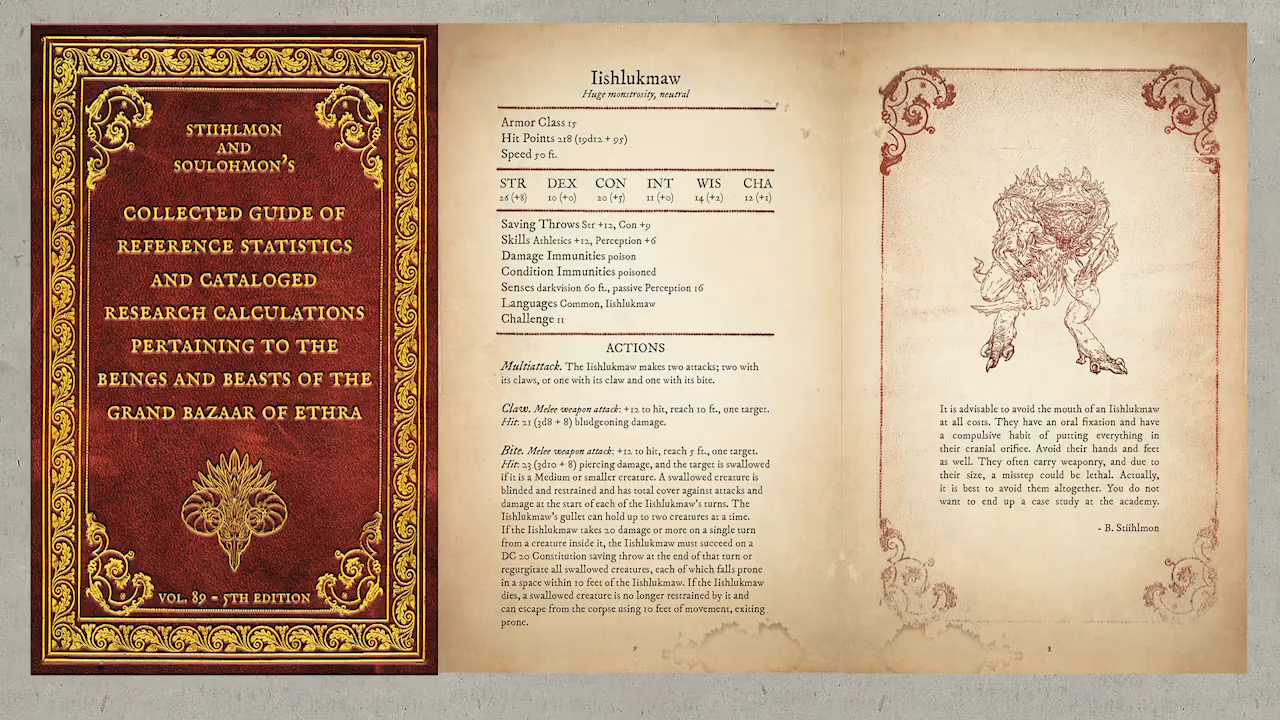 STIIHLMON
AND
SOULOHMON'S
COLLECTED GUIDE OF
REFERENCE STATISTICS
AND CATALOGED
RESEARCH CALCULATIONS
PERTAINING TO THE
BEINGS AND BEASTS OF THE
GRAND BAZAAR OF ETHRA
VOL. 89 - 5TH EDITION
Iishlukmaw
Huge monstrosity, neutral
Armor Class 15
Hit Points 218 (19d12 + 95)
Speed 50 ft.
STR DEX CON INT WIS CHA
26 (+8) 10 (+0) 20 (+5) 11 (+0) 14 (+2) 12 (+1)
Saving Throws Str +12, Con +9
Skills Athletics +12, Perception +6
Damage Immunities poison
Condition Immunities poisoned
Senses darkvision 60 ft., passive Perception 16
Languages Common, Iishlukmaw
Challenge 11
ACTIONS
Multiattack. The Iishlukmaw makes two attacks; two with
its claws, or one with its claw and one with its bite.
Claw. Melee weapon attack: +12 to hit, reach 10 ft., one target.
Hit: 21 (3d8 + 8) bludgeoning damage.
Bite. Melee weapon attack: +12 to hit, reach 5 ft., one target.
Hit: 23 (3d10 + 8) piercing damage, and the target is swallowed
if it is a Medium or smaller creature. A swallowed creature is
blinded and restrained and has total cover against attacks and
damage at the start of each of the Iishlukmaw's turns. The
Iishlukmaw's gullet can hold up to two creatures at a time.
If the Iishlukmaw takes 20 damage or more on a single turn
from a creature inside it, the Iishlukmaw must succeed on a
DC 20 Constitution saving throw at the end of that turn or
regurgitate all swallowed creatures, each of which falls prone
in a space within 10 feet of the Iishlukmaw. If the Iishlukmaw
dies, a swallowed creature is no longer restrained by it and
can escape from the corpse using 10 feet of movement, exiting
prone.
9
It is advisable to avoid the mouth of an Iishlukmaw
at all costs. They have an oral fixation and have
a compulsive habit of putting everything in
their cranial orifice. Avoid their hands and feet
as well. They often carry weaponry, and due to
their size, a misstep could be lethal. Actually,
it is best to avoid them altogether. You do not
want to end up a case study at the academy.
- B. Stiihlmon
8